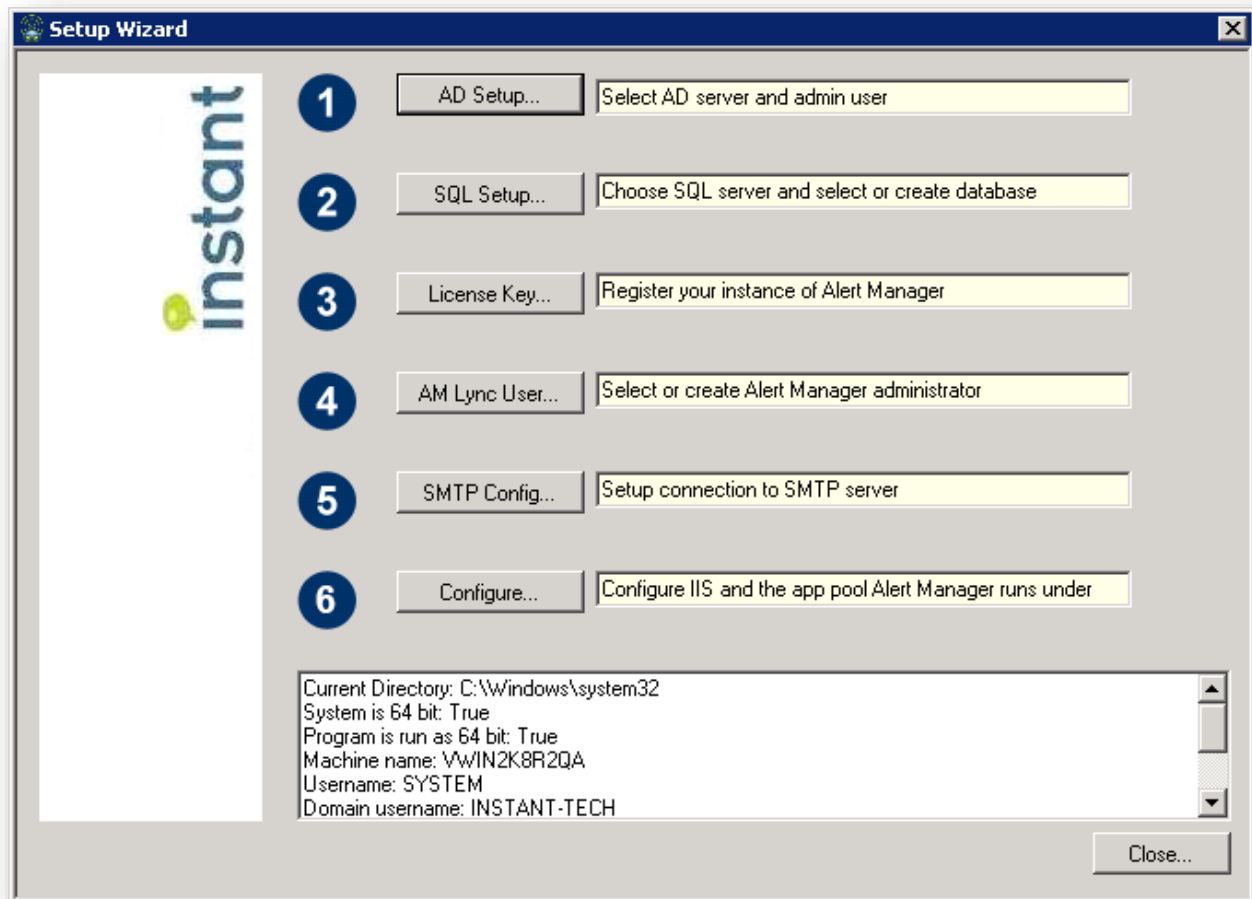 Setup Wizard
instant
1 AD Setup... Select AD server and admin user
2 SQL Setup... Choose SQL server and select or create database
3 License Key... Register your instance of Alert Manager
4 AM Lync User... Select or create Alert Manager administrator
5 SMTP Config... Setup connection to SMTP server
6 Configure... Configure IIS and the app pool Alert Manager runs under
Current Directory: C:\Windows\system32
System is 64 bit: True
Program is run as 64 bit: True
Machine name: VWIN2K8R2QA
Username: SYSTEM
Domain username: INSTANT-TECH
Close...